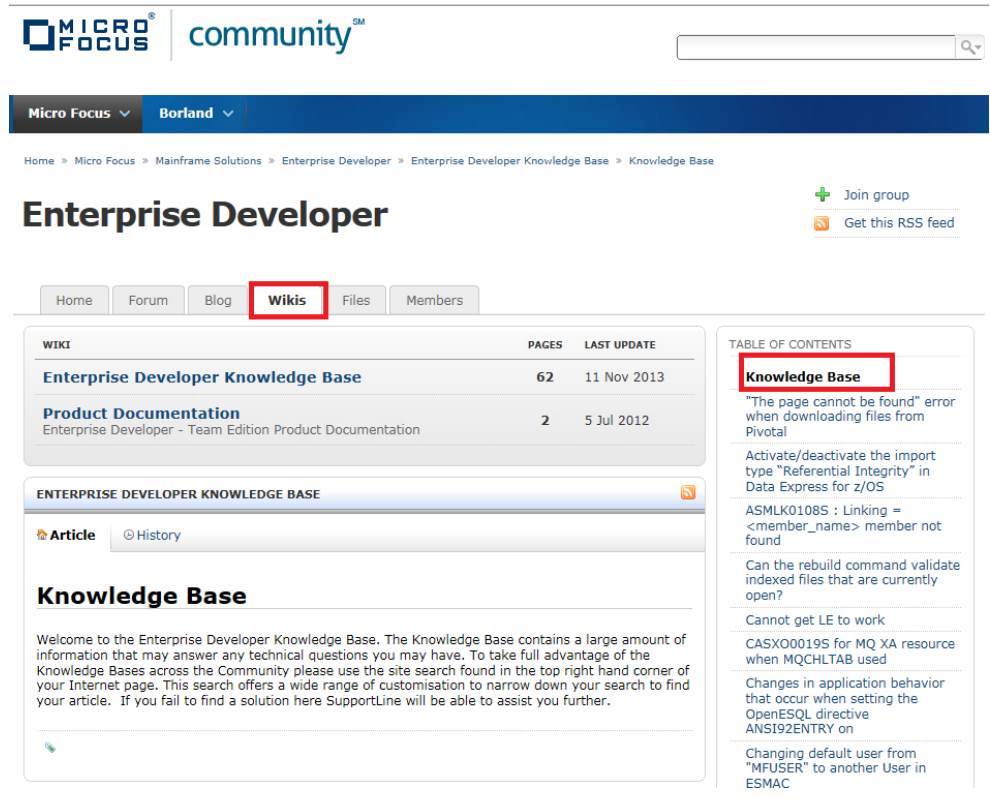 MICRO FOCUS® community℠
Micro Focus Borland
Home » Micro Focus » Mainframe Solutions » Enterprise Developer » Enterprise Developer Knowledge Base » Knowledge Base
Enterprise Developer
Join group
Get this RSS feed
Home Forum Blog Wikis Files Members
WIKI PAGES LAST UPDATE
Enterprise Developer Knowledge Base 62 11 Nov 2013
Product Documentation 2 5 Jul 2012
Enterprise Developer - Team Edition Product Documentation
ENTERPRISE DEVELOPER KNOWLEDGE BASE
Article History
Knowledge Base
Welcome to the Enterprise Developer Knowledge Base. The Knowledge Base contains a large amount of
information that may answer any technical questions you may have. To take full advantage of the
Knowledge Bases across the Community please use the site search found in the top right hand corner of
your Internet page. This search offers a wide range of customisation to narrow down your search to find
your article. If you fail to find a solution here SupportLine will be able to assist you further.
TABLE OF CONTENTS
Knowledge Base
"The page cannot be found" error
when downloading files from
Pivotal
Activate/deactivate the import
type “Referential Integrity” in
Data Express for z/OS
ASMLK0108S : Linking =
<member_name> member not
found
Can the rebuild command validate
indexed files that are currently
open?
Cannot get LE to work
CASXO0019S for MQ XA resource
when MQCHLTAB used
Changes in application behavior
that occur when setting the
OpenESQL directive
ANSI92ENTRY on
Changing default user from
"MFUSER" to another User in
ESMAC